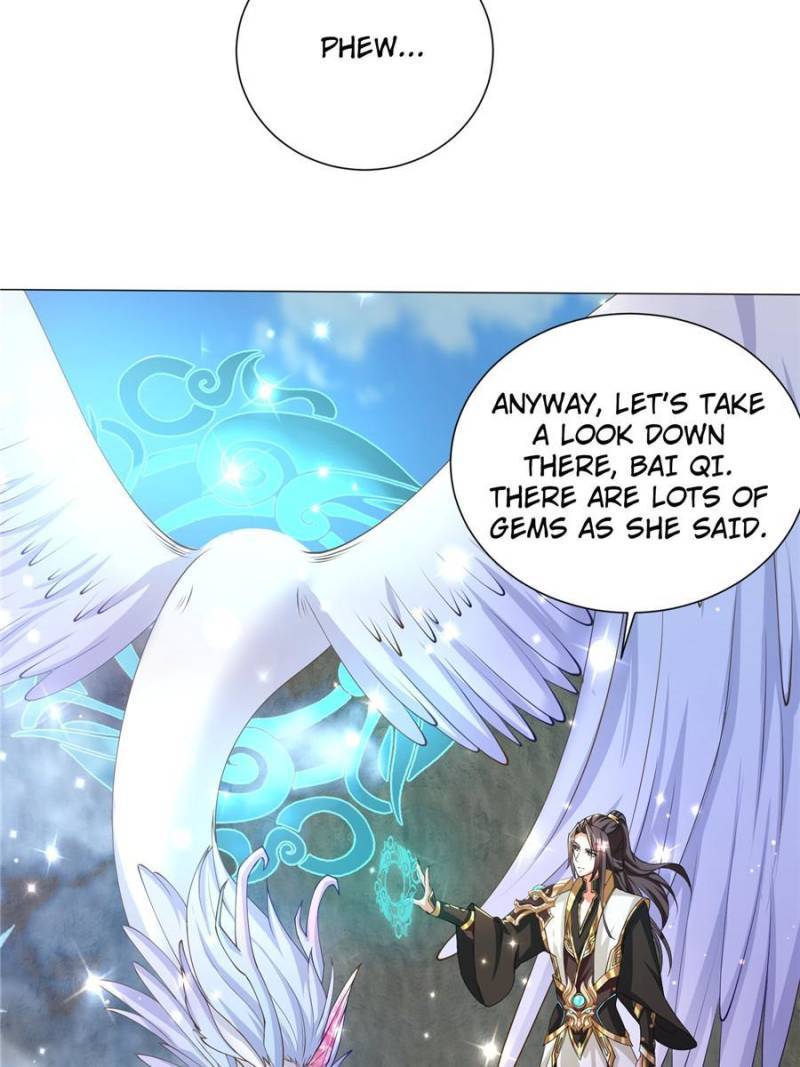 PHEW...
ANYWAY, LET'S TAKE
A LOOK DOWN
THERE, BAI QI.
THERE ARE LOTS OF
GEMS AS SHE SAID.